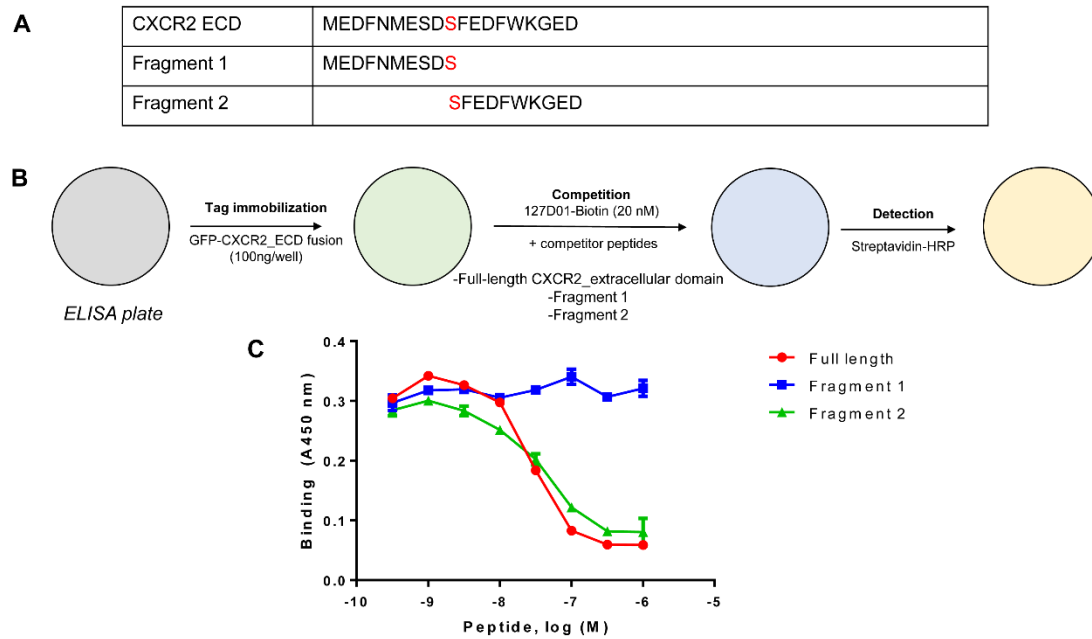 A
CXCR2 ECD MEDFNMESDSFEDFWKGED
Fragment 1 MEDFNMESDS
Fragment 2 SFEDFWKGED
B
Tag immobilization
GFP-CXCR2_ECD fusion
(100ng/well)
Competition
127D01-Biotin (20 nM)
+ competitor peptides
-Full-length CXCR2_extracellular domain
-Fragment 1
-Fragment 2
Detection
Streptavidin-HRP
ELISA plate
C
Binding (A450 nm)
0.4
0.3
0.2
0.1
0.0
-10 -9 -8 -7 -6 -5
Peptide, log (M)
Full length
Fragment 1
Fragment 2